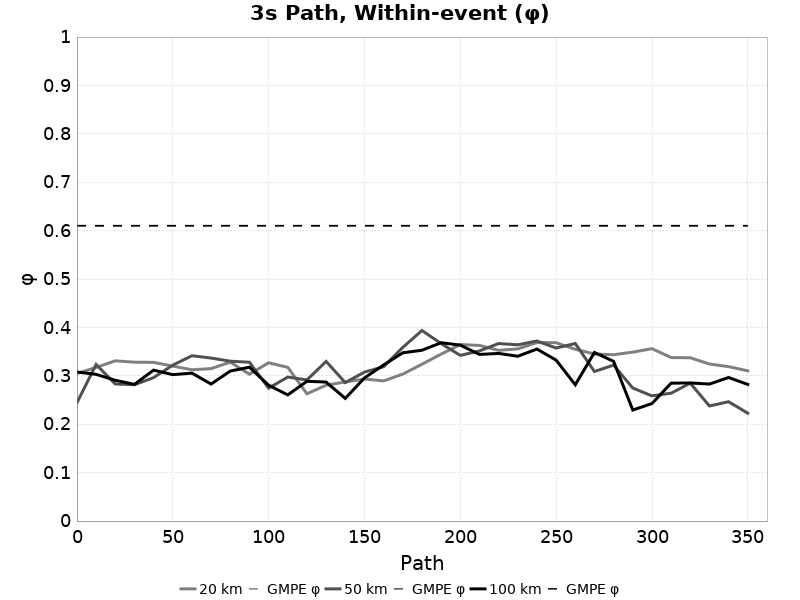 3s Path, Within-event (φ)
1
0.9
0.8
0.7
0.6
0.5
0.4
0.3
0.2
0.1
0
φ
0 50 100 150 200 250 300 350
Path
20 km GMPE φ 50 km GMPE φ 100 km GMPE φ